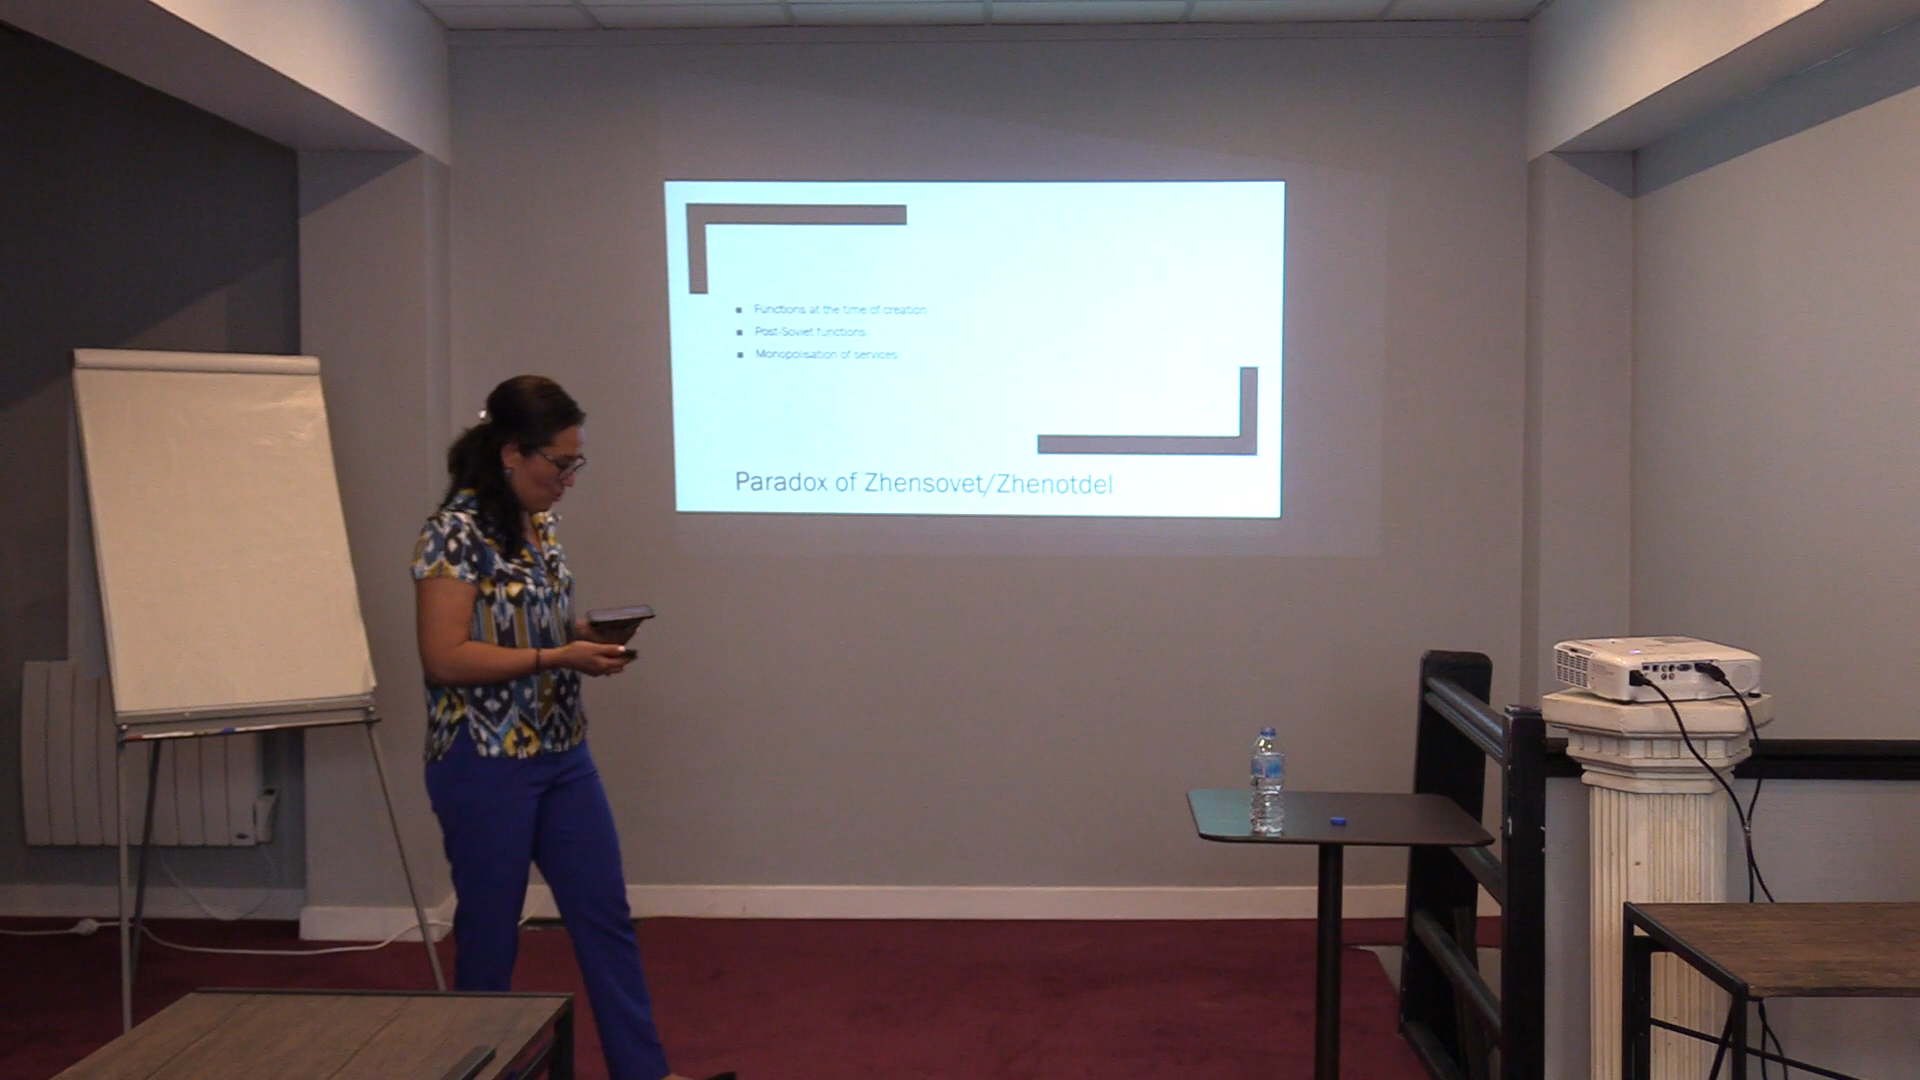 Functions at the time of creation
Post-Soviet functions
Monopolisation of services
Paradox of Zhensovet/Zhenotdel